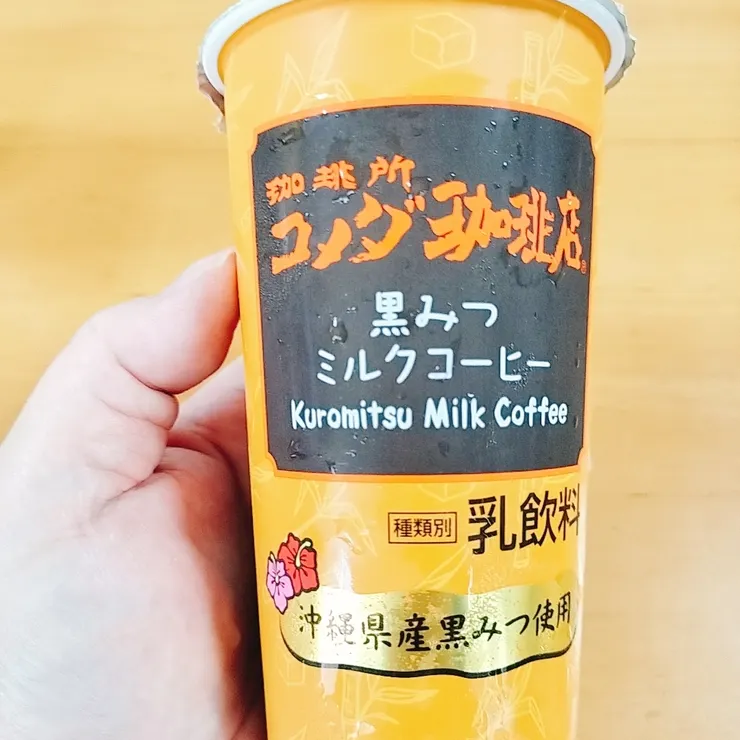 珈琲所
コメダ珈琲店
黒みつ
ミルクコーヒー
Kuromitsu Milk Coffee
種類別 乳飲料
沖縄県産黒みつ使用